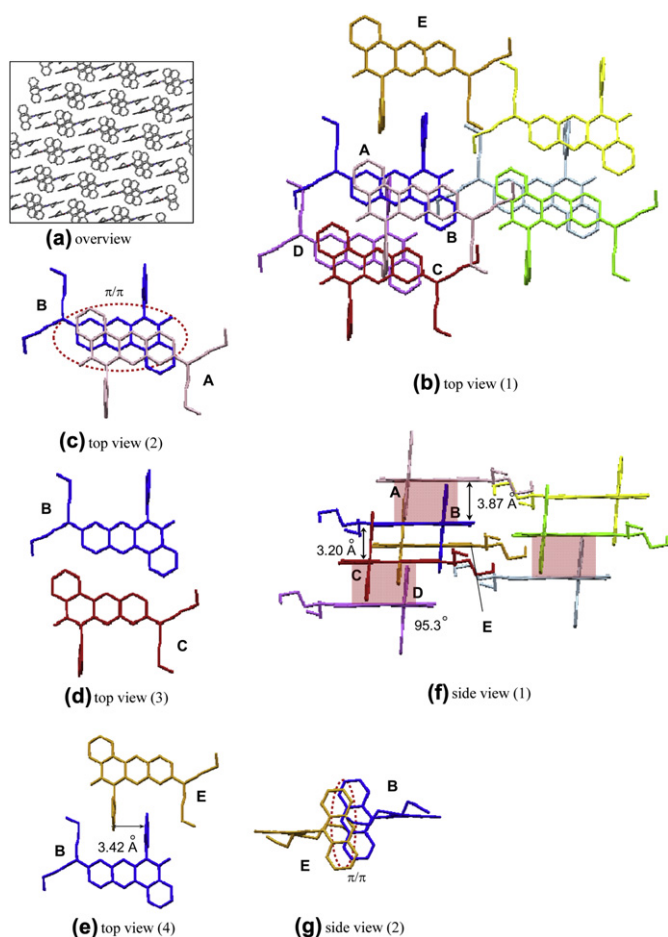 E
A
B
D
C
(a) overview
(b) top view (1)
π/π
B
A
(c) top view (2)
B
C
(d) top view (3)
A
B
3.87 Å
3.20 Å
C
D
95.3°
E
(f) side view (1)
E
3.42 Å
B
(e) top view (4)
B
E
π/π
(g) side view (2)